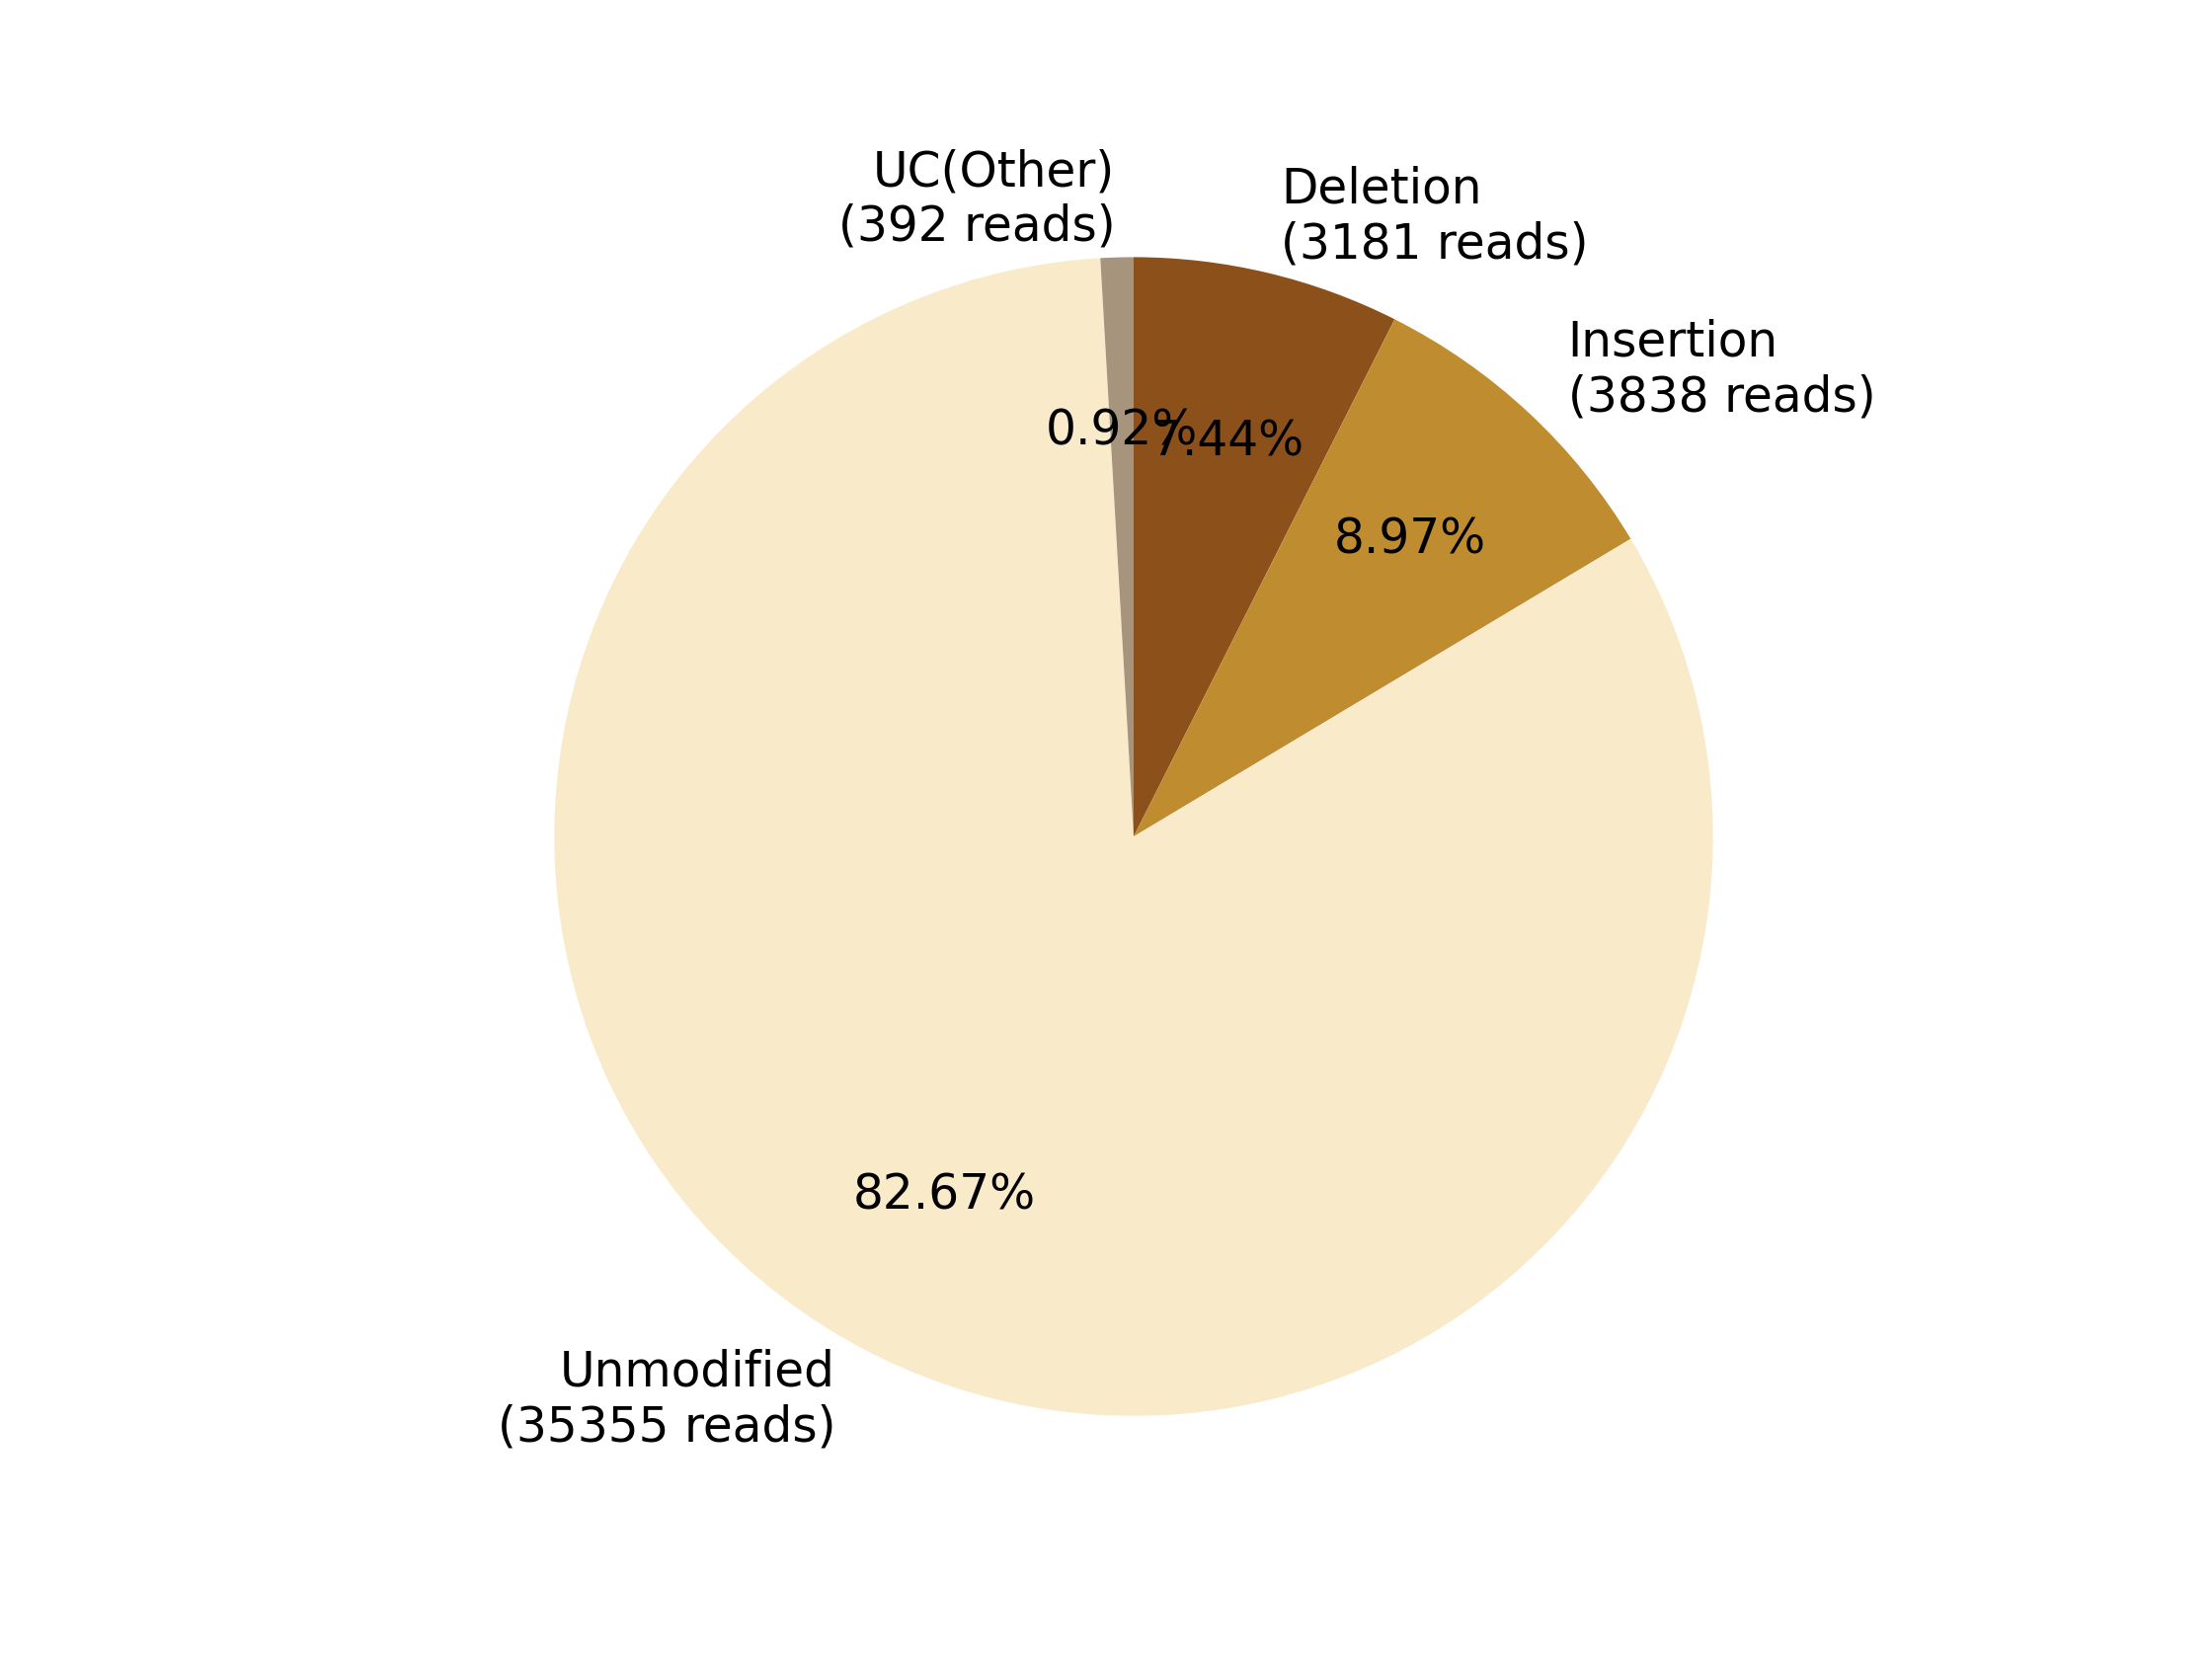 UC(Other)
(392 reads)
Deletion
(3181 reads)
Insertion
(3838 reads)
0.92%
7.44%
8.97%
82.67%
Unmodified
(35355 reads)